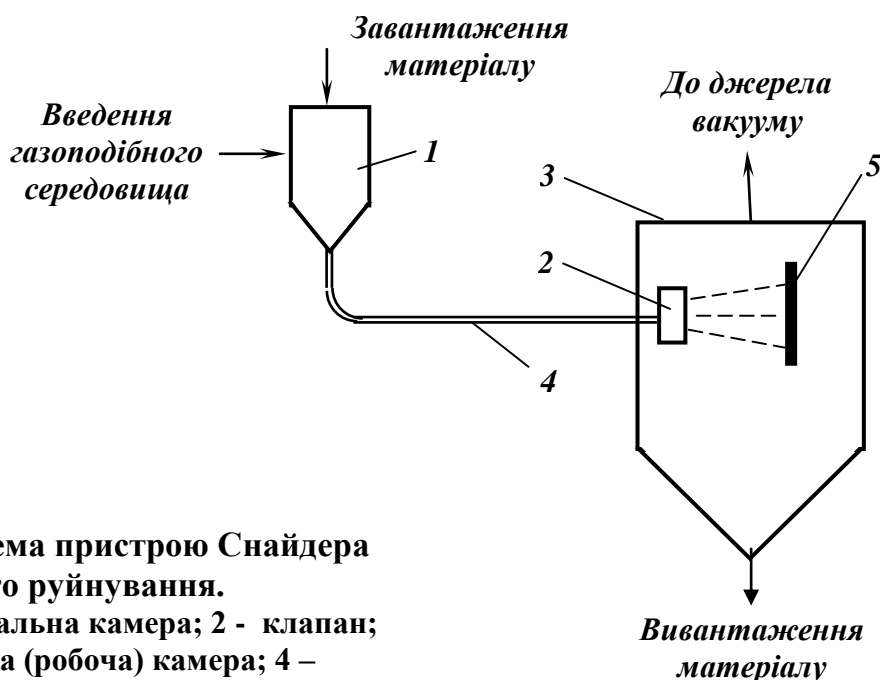 Завантаження
матеріалу
До джерела
вакууму
Введення
газоподібного
середовища
1
3
5
2
4
Снайдера
пристрою
руйнування.
камера; 2 - клапан;
(робоча) камера; 4 –
Вивантаження
матеріалу